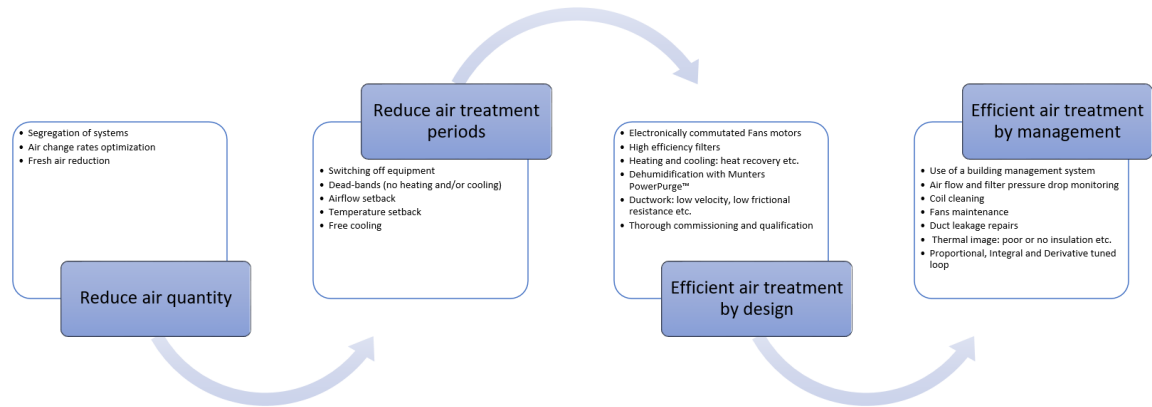 • Segregation of systems
• Air change rates optimization
• Fresh air reduction
Reduce air quantity
Reduce air treatment
periods
• Switching off equipment
• Dead-bands (no heating and/or cooling)
• Airflow setback
• Temperature setback
• Free cooling
• Electronically commutated Fans motors
• High efficiency filters
• Heating and cooling: heat recovery etc.
• Dehumidification with Munters
PowerPurge™
• Ductwork: low velocity, low frictional
resistance etc.
• Thorough commissioning and qualification
Efficient air treatment
by design
Efficient air treatment
by management
• Use of a building management system
• Air flow and filter pressure drop monitoring
• Coil cleaning
• Fans maintenance
• Duct leakage repairs
• Thermal image: poor or no insulation etc.
• Proportional, Integral and Derivative tuned
loop